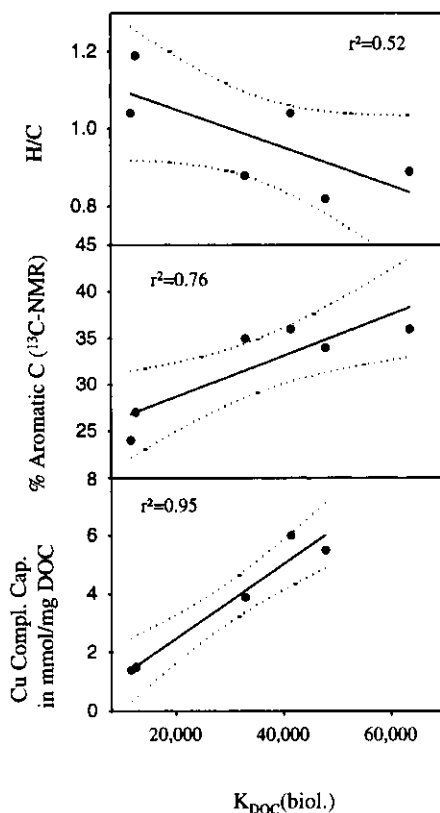 r²=0.52
1.2
1.0
0.8
H/C
45
r²=0.76
40
35
30
25
% Aromatic C (¹³C-NMR)
8
r²=0.95
6
4
2
0
Cu Compl. Cap.
in mmol/mg DOC
20,000 40,000 60,000
K_DOC(biol.)